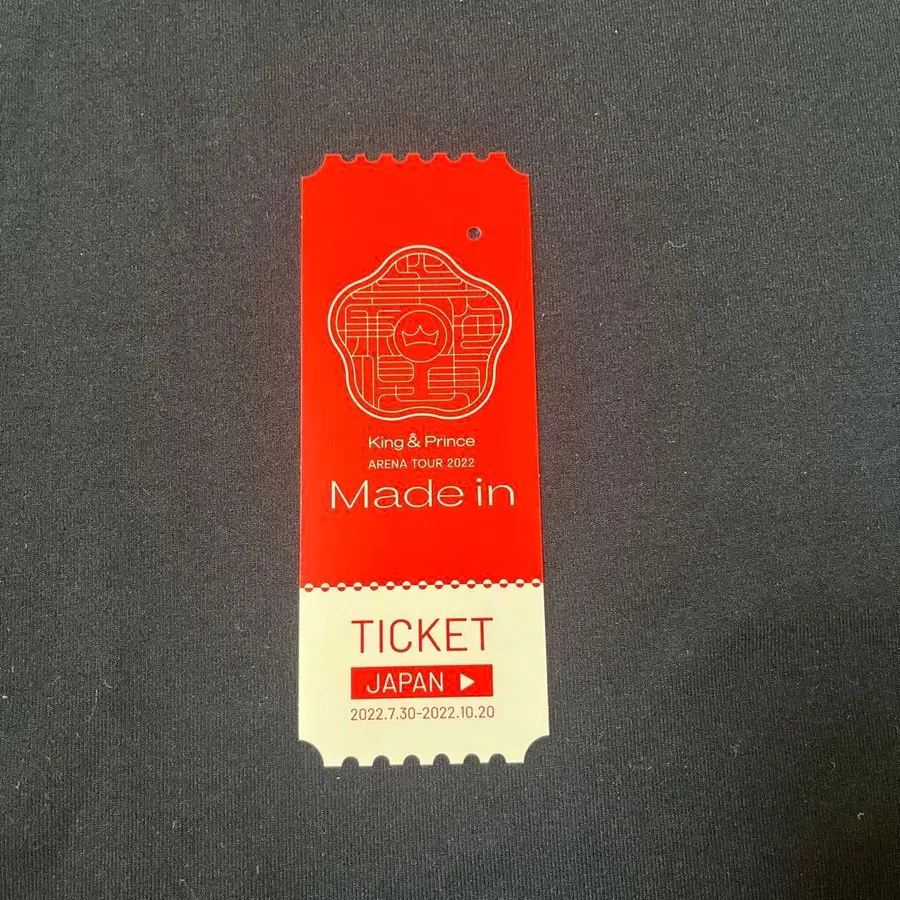 King & Prince
ARENA TOUR 2022
Made in
TICKET
JAPAN ▶
2022.7.30-2022.10.20